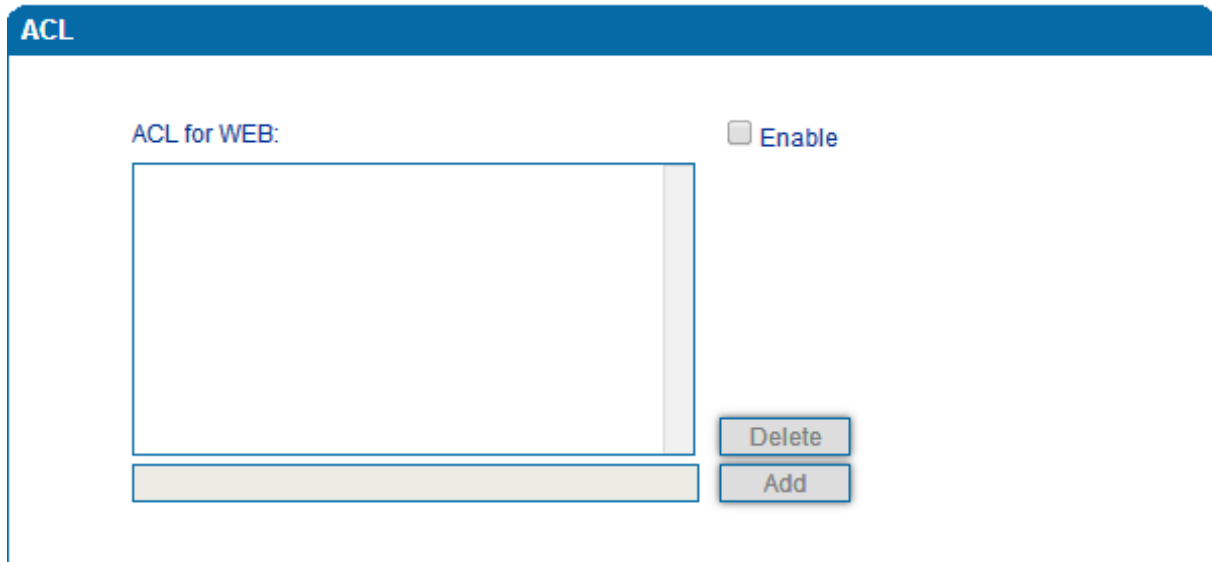 ACL
ACL for WEB:
Enable
Delete
Add